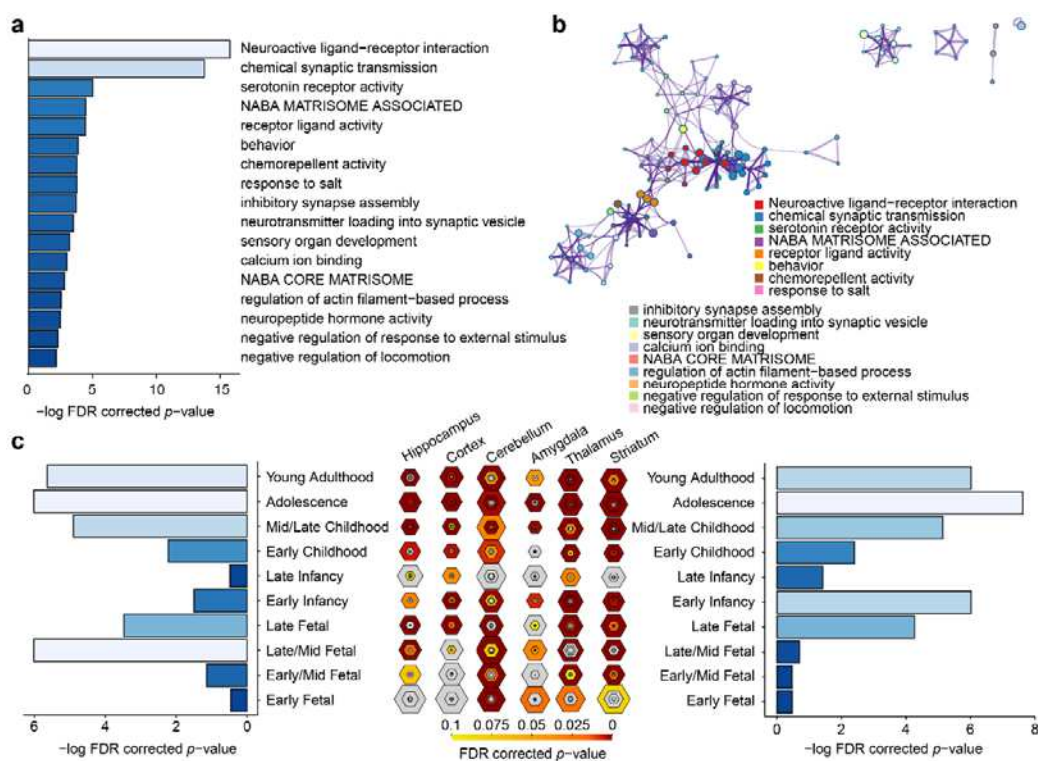 a
Neuroactive ligand−receptor interaction
chemical synaptic transmission
serotonin receptor activity
NABA MATRISOME ASSOCIATED
receptor ligand activity
behavior
chemorepellent activity
response to salt
inhibitory synapse assembly
neurotransmitter loading into synaptic vesicle
sensory organ development
calcium ion binding
NABA CORE MATRISOME
regulation of actin filament−based process
neuropeptide hormone activity
negative regulation of response to external stimulus
negative regulation of locomotion
0 5 10 15
−log FDR corrected p−value
b
Neuroactive ligand−receptor interaction
chemical synaptic transmission
serotonin receptor activity
NABA MATRISOME ASSOCIATED
receptor ligand activity
behavior
chemorepellent activity
response to salt
inhibitory synapse assembly
neurotransmitter loading into synaptic vesicle
sensory organ development
calcium ion binding
NABA CORE MATRISOME
regulation of actin filament−based process
neuropeptide hormone activity
negative regulation of response to external stimulus
negative regulation of locomotion
c
Young Adulthood
Adolescence
Mid/Late Childhood
Early Childhood
Late Infancy
Early Infancy
Late Fetal
Late/Mid Fetal
Early/Mid Fetal
Early Fetal
6 4 2 0
−log FDR corrected p−value
Hippocampus
Cortex
Cerebellum
Amygdala
Thalamus
Striatum
0.1 0.075 0.05 0.025 0
FDR corrected p−value
Young Adulthood
Adolescence
Mid/Late Childhood
Early Childhood
Late Infancy
Early Infancy
Late Fetal
Late/Mid Fetal
Early/Mid Fetal
Early Fetal
0 2 4 6 8
−log FDR corrected p−value